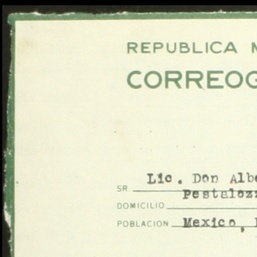 REPUBLICA M
CORREOG
SR. Lic. Don Albe
DOMICILIO Pestalozz
POBLACION Mexico,